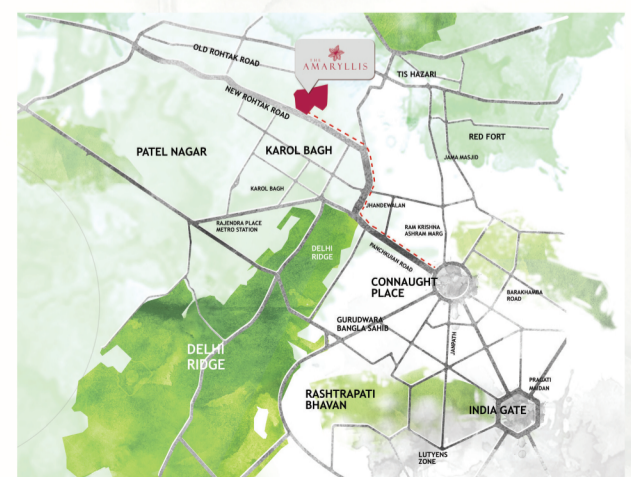 OLD ROHTAK ROAD
THE
AMARYLLIS
TIS HAZARI
NEW ROHTAK ROAD
RED FORT
PATEL NAGAR
KAROL BAGH
JAMA MASJID
KAROL BAGH
JHANDEWALAN
RAJENDRA PLACE
METRO STATION
RAM KRISHNA
ASHRAM MARG
DELHI
RIDGE
PANCHKUIAN ROAD
CONNAUGHT
PLACE
BARAKHAMBA
ROAD
GURUDWARA
BANGLA SAHIB
JANPATH
DELHI
RIDGE
PRAGATI
MAIDAN
RASHTRAPATI
BHAVAN
INDIA GATE
LUTYENS
ZONE